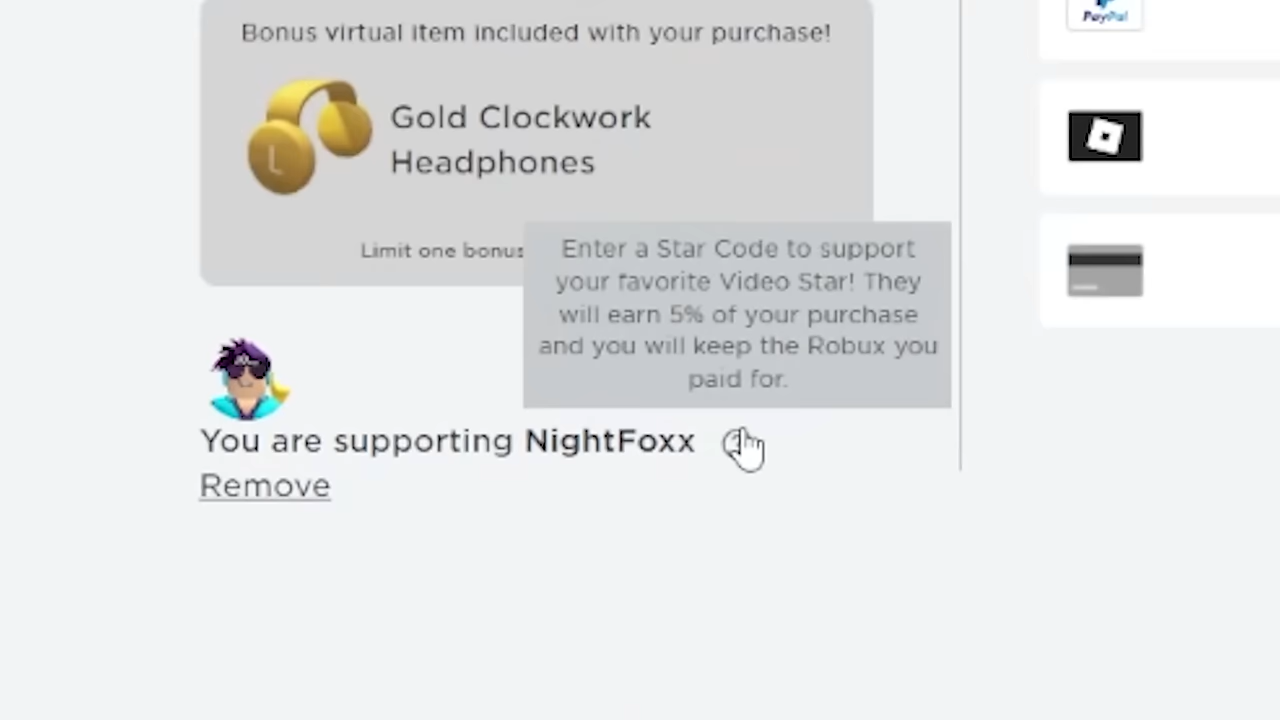 PayPal
Bonus virtual item included with your purchase!
Gold Clockwork
Headphones
L
Limit one bonus
Enter a Star Code to support
your favorite Video Star! They
will earn 5% of your purchase
and you will keep the Robux you
paid for.
You are supporting NightFoxx
Remove